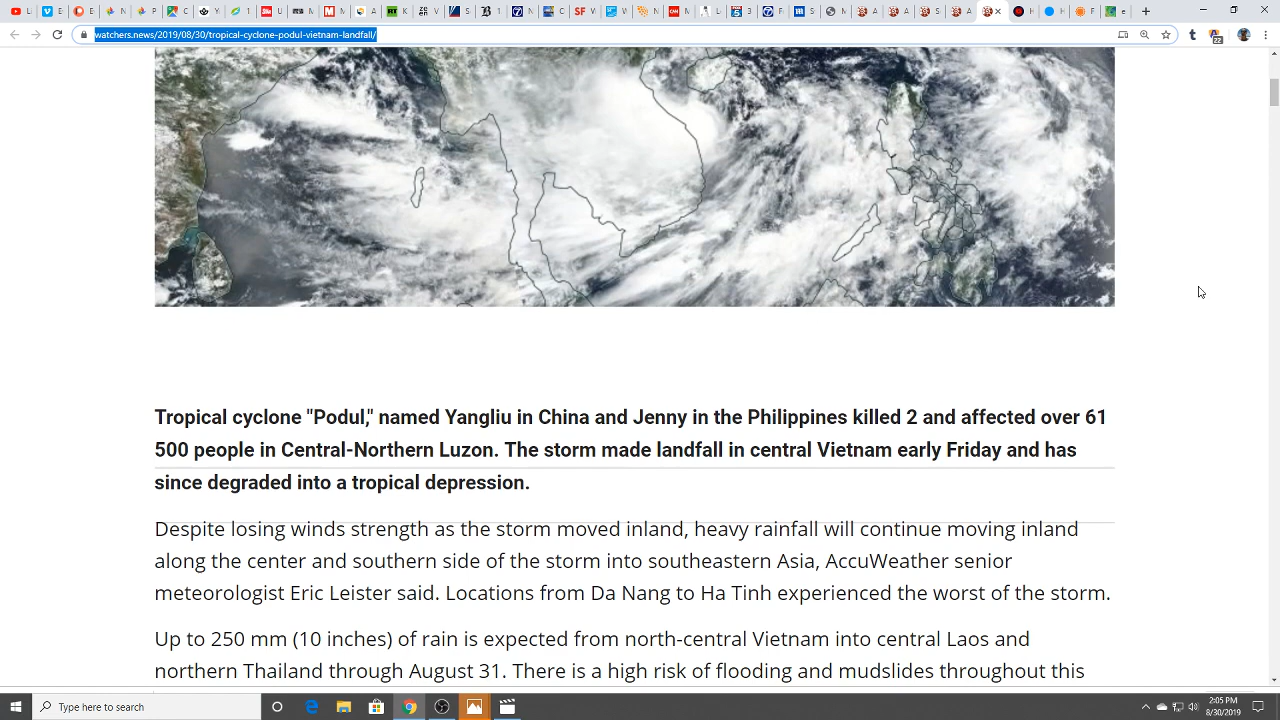 watchers.news/2019/08/30/tropical-cyclone-podul-vietnam-landfall/
22
Tropical cyclone "Podul," named Yangliu in China and Jenny in the Philippines killed 2 and affected over 61
500 people in Central-Northern Luzon. The storm made landfall in central Vietnam early Friday and has
since degraded into a tropical depression.
Despite losing winds strength as the storm moved inland, heavy rainfall will continue moving inland
along the center and southern side of the storm into southeastern Asia, AccuWeather senior
meteorologist Eric Leister said. Locations from Da Nang to Ha Tinh experienced the worst of the storm.
Up to 250 mm (10 inches) of rain is expected from north-central Vietnam into central Laos and
northern Thailand through August 31. There is a high risk of flooding and mudslides throughout this
Type here to search
2:05 PM
8/30/2019